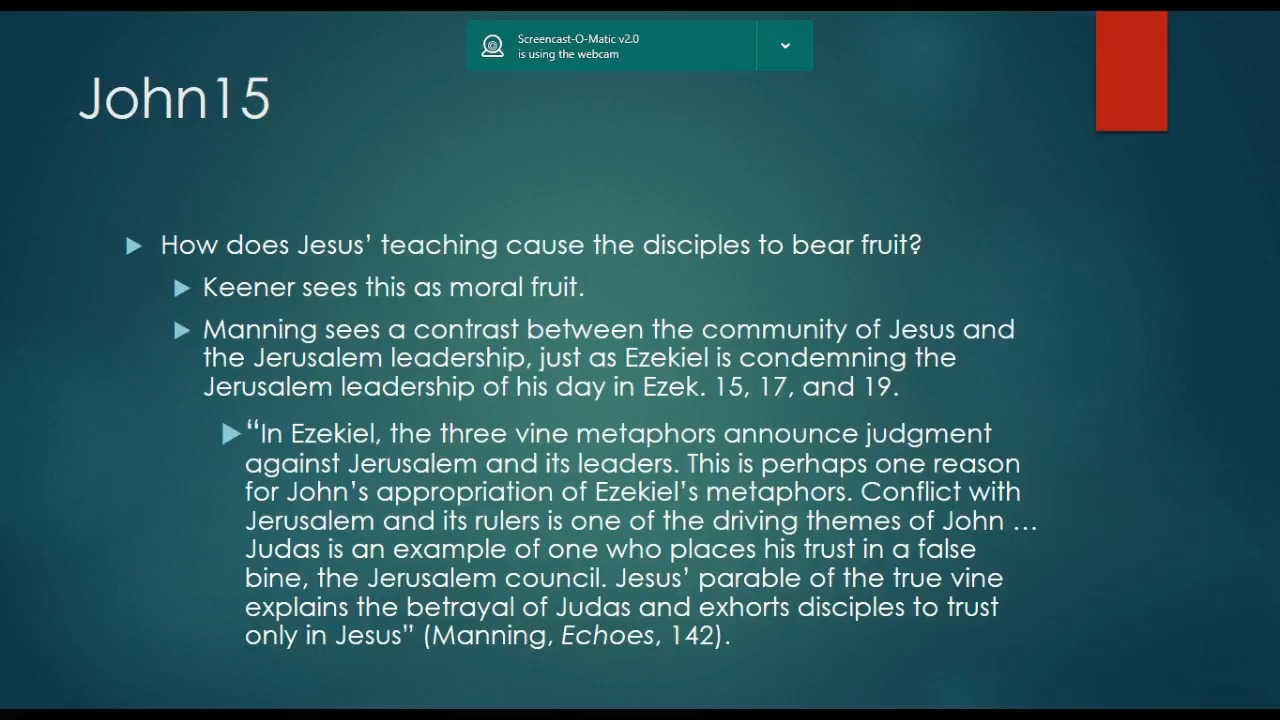 Screencast-O-Matic v2.0
is using the webcam
John15
How does Jesus’ teaching cause the disciples to bear fruit?
Keener sees this as moral fruit.
Manning sees a contrast between the community of Jesus and
the Jerusalem leadership, just as Ezekiel is condemning the
Jerusalem leadership of his day in Ezek. 15, 17, and 19.
“In Ezekiel, the three vine metaphors announce judgment
against Jerusalem and its leaders. This is perhaps one reason
for John’s appropriation of Ezekiel’s metaphors. Conflict with
Jerusalem and its rulers is one of the driving themes of John …
Judas is an example of one who places his trust in a false
bine, the Jerusalem council. Jesus’ parable of the true vine
explains the betrayal of Judas and exhorts disciples to trust
only in Jesus” (Manning, Echoes, 142).